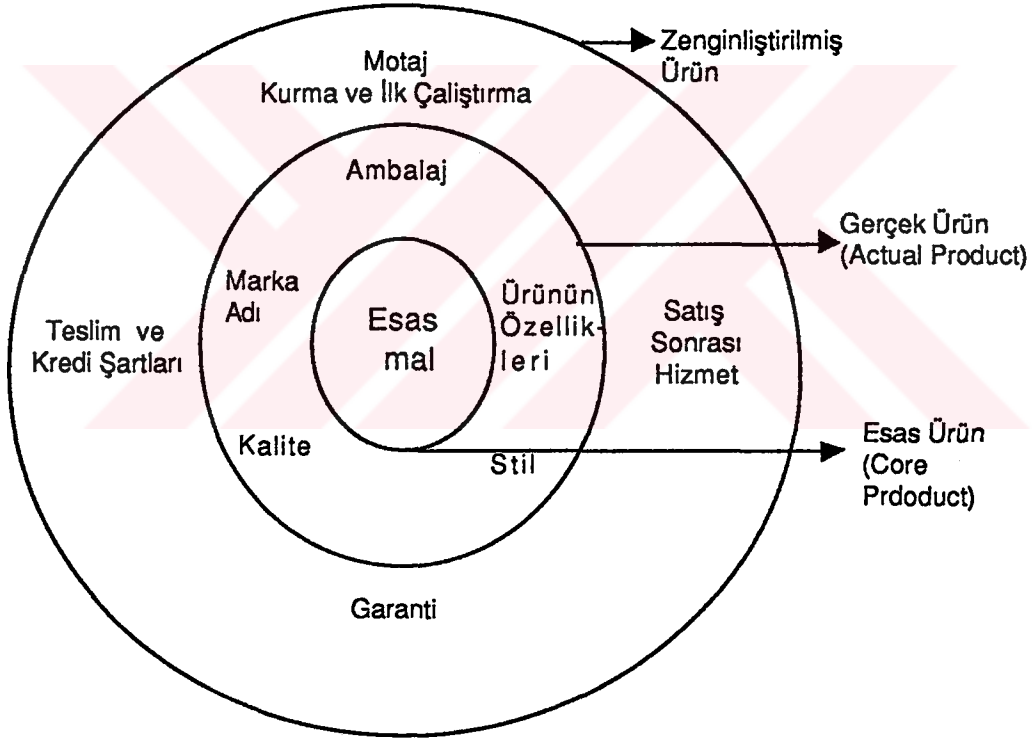 Zenginliştirilmiş
Ürün
Motaj
Kurma ve İlk Çaliştırma
Ambalaj
Gerçek Ürün
(Actual Product)
Marka
Adı
Ürünün
Özellik-
leri
Esas
mal
Teslim ve
Kredi Şartları
Satış
Sonrası
Hizmet
Kalite
Stil
Esas Ürün
(Core
Prdoduct)
Garanti